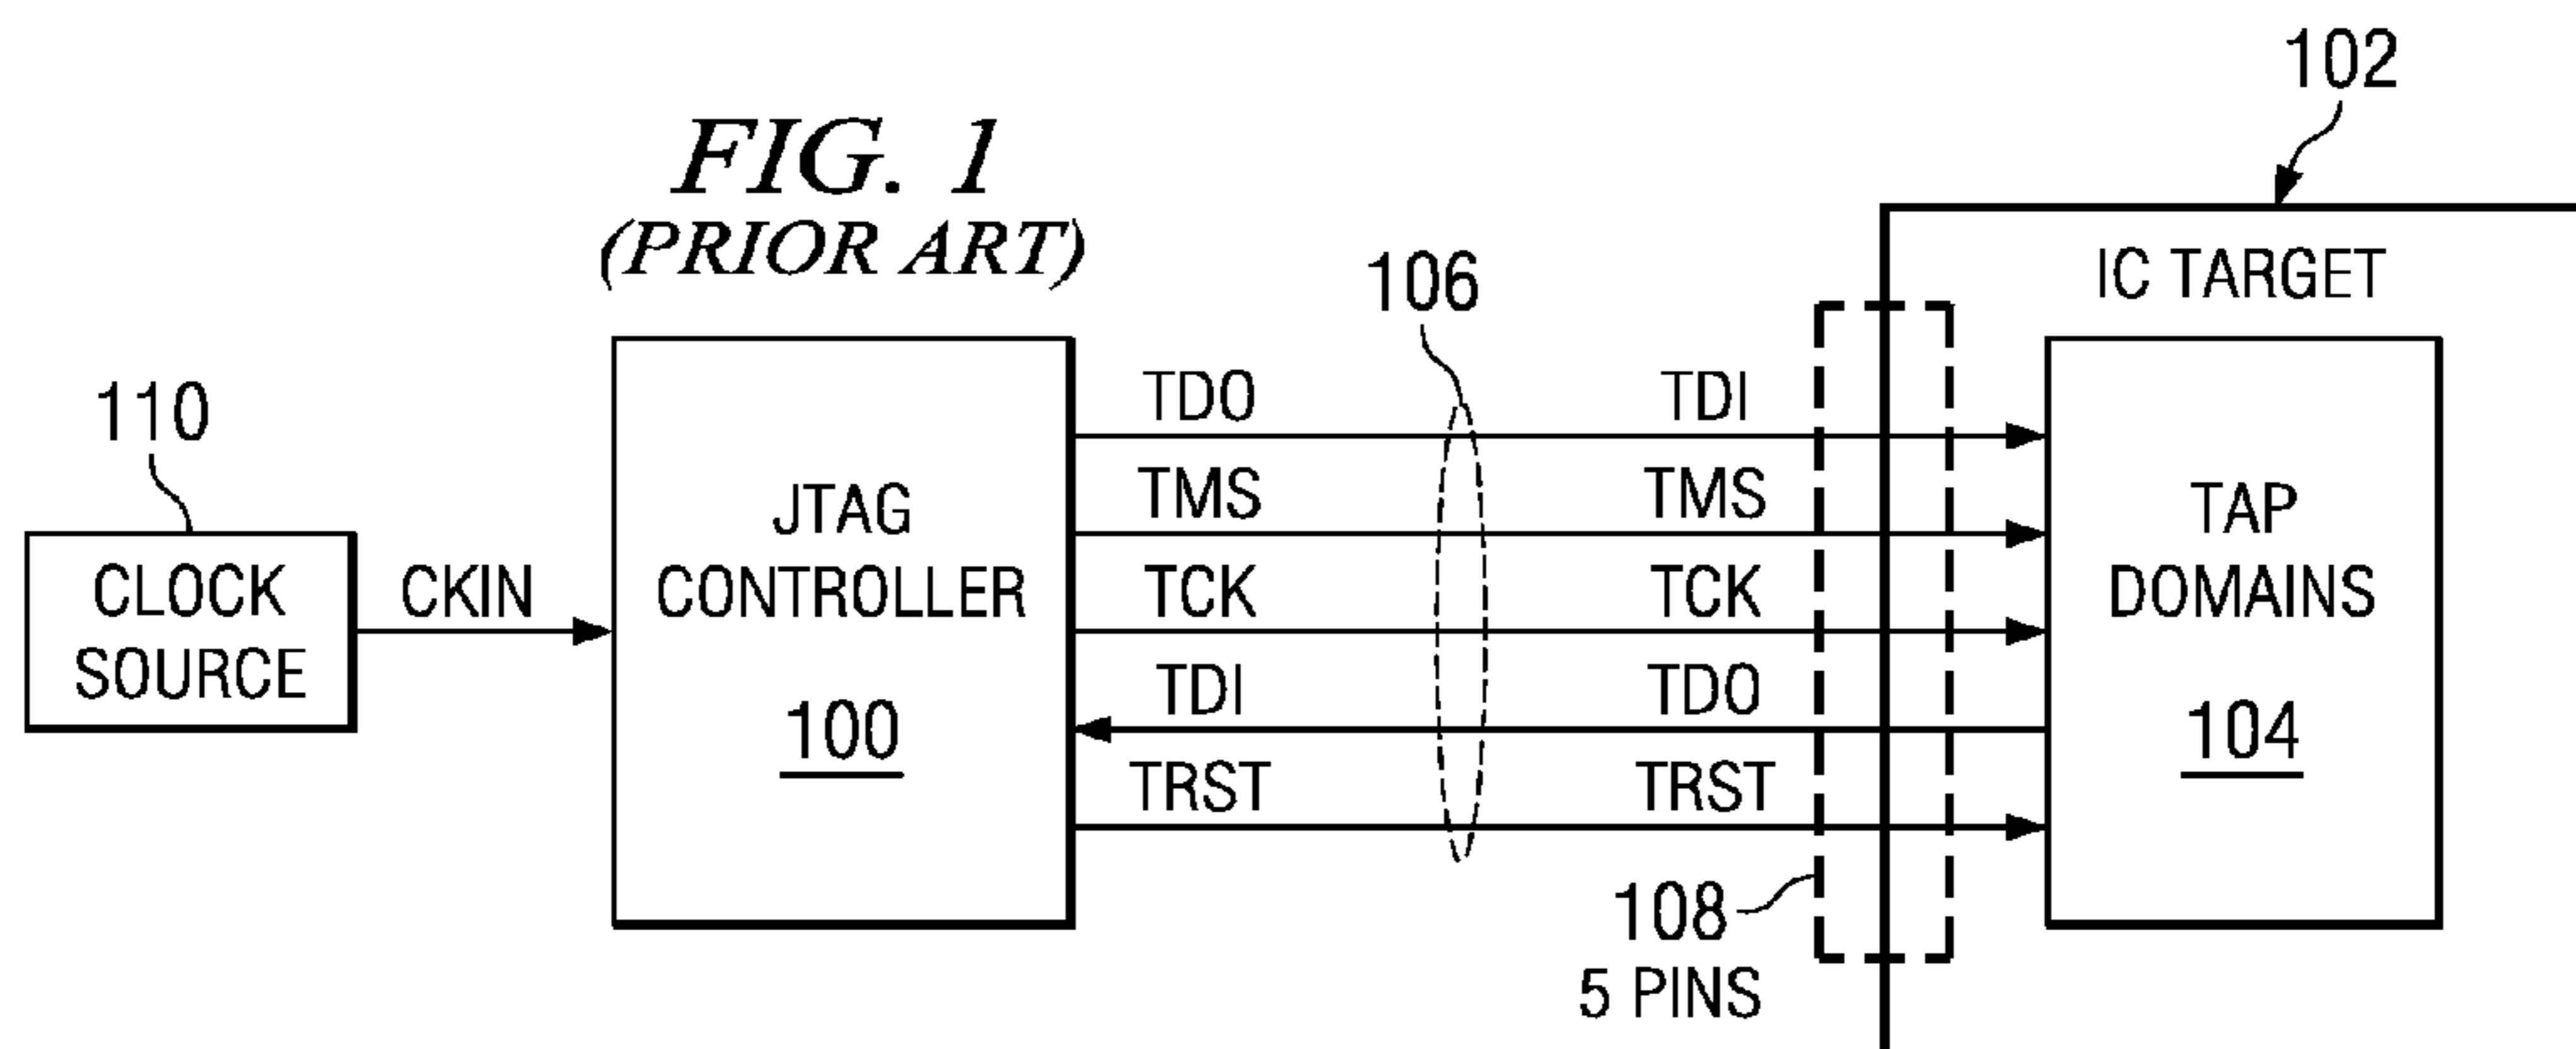 102
FIG. 1
(PRIOR ART)
106
IC TARGET
110
TDO
TDI
JTAG
CONTROLLER
100
TMS
TMS
TAP
DOMAINS
104
CLOCK
SOURCE
CKIN
TCK
TCK
TDI
TDO
TRST
TRST
108
5 PINS